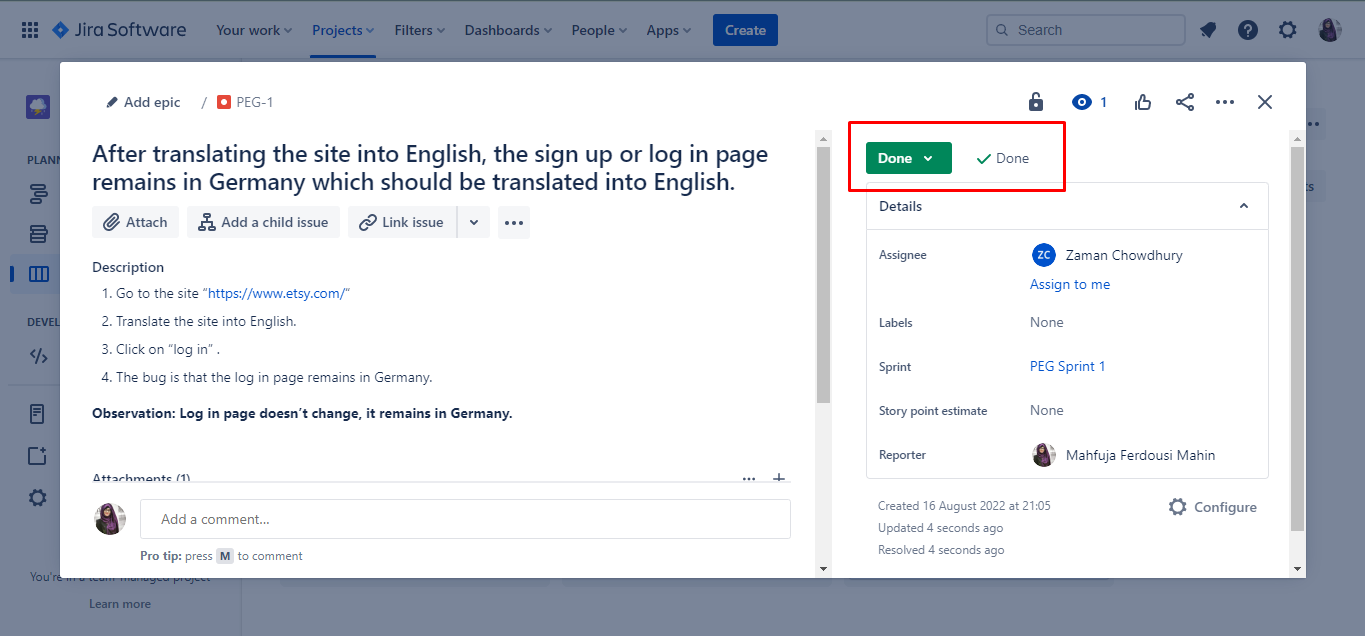 Jira Software Your work Projects Filters Dashboards People Apps Create Search
Add epic / PEG-1 1
After translating the site into English, the sign up or log in page
remains in Germany which should be translated into English.
Attach Add a child issue Link issue
Description
1. Go to the site “https://www.etsy.com/“
2. Translate the site into English.
3. Click on “log in” .
4. The bug is that the log in page remains in Germany.
Observation: Log in page doesn’t change, it remains in Germany.
Attachments (1)
Add a comment…
Pro tip: press M to comment
Done Done
Details
Assignee ZC Zaman Chowdhury
Assign to me
Labels None
Sprint PEG Sprint 1
Story point estimate None
Reporter Mahfuja Ferdousi Mahin
Created 16 August 2022 at 21:05 Configure
Updated 4 seconds ago
Resolved 4 seconds ago
PLANN
DEVEL
You're in a team-managed project
Learn more